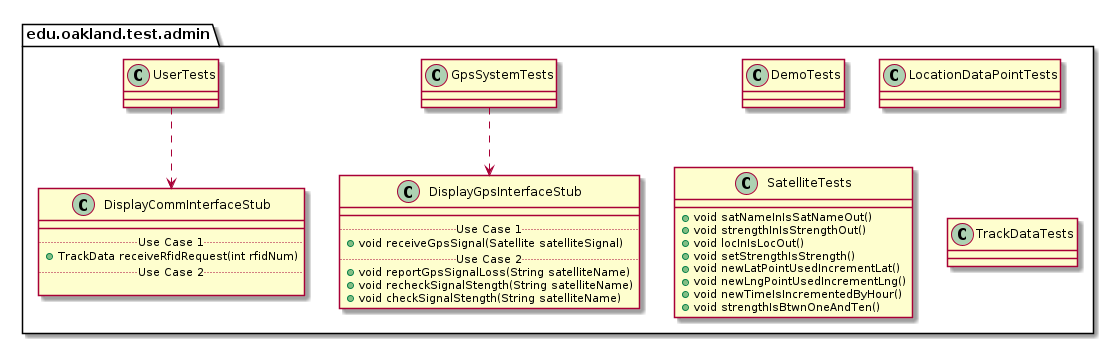 edu.oakland.test.admin
C UserTests
C GpsSystemTests
C DemoTests
C LocationDataPointTests
C DisplayCommInterfaceStub
Use Case 1
TrackData receiveRfidRequest(int rfidNum)
Use Case 2
C DisplayGpsInterfaceStub
Use Case 1
void receiveGpsSignal(Satellite satelliteSignal)
Use Case 2
void reportGpsSignalLoss(String satelliteName)
void recheckSignalStength(String satelliteName)
void checkSignalStength(String satelliteName)
C SatelliteTests
void satNameInIsSatNameOut()
void strengthInIsStrengthOut()
void locInIsLocOut()
void setStrengthIsStrength()
void newLatPointUsedIncrementLat()
void newLngPointUsedIncrementLng()
void newTimeIsIncrementedByHour()
void strengthIsBtwnOneAndTen()
C TrackDataTests